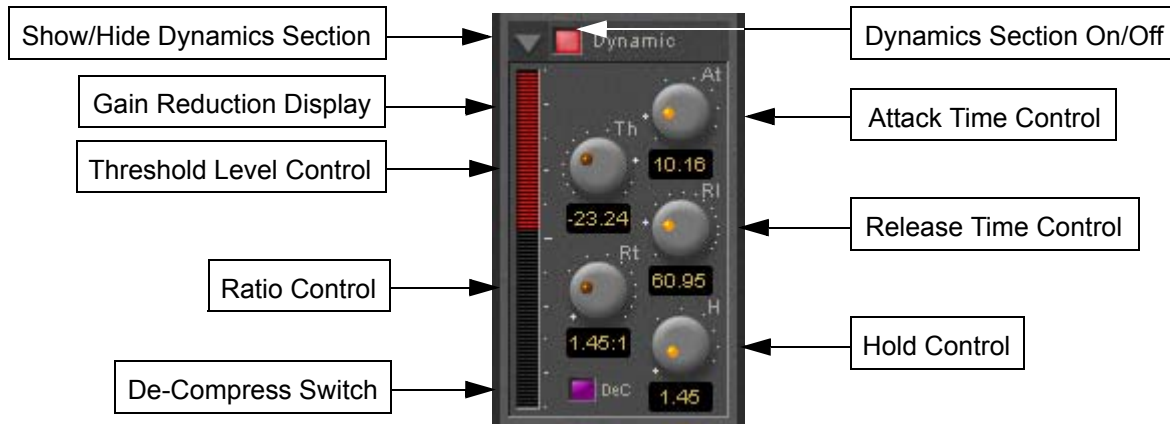 Show/Hide Dynamics Section
Dynamic
Dynamics Section On/Off
Gain Reduction Display
At
Attack Time Control
Th
Threshold Level Control
10.16
-23.24
Rl
Release Time Control
Rt
Ratio Control
60.95
H
1.45:1
Hold Control
De-Compress Switch
DeC
1.45